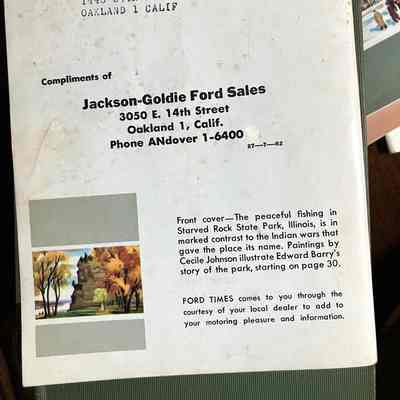 OAKLAND 1 CALIF
Compliments of
Jackson-Goldie Ford Sales
3050 E. 14th Street
Oakland 1, Calif.
Phone ANdover 1-6400
R7—7—R2
Front cover—The peaceful fishing in
Starved Rock State Park, Illinois, is in
marked contrast to the Indian wars that
gave the place its name. Paintings by
Cecile Johnson illustrate Edward Barry's
story of the park, starting on page 30.
FORD TIMES comes to you through the
courtesy of your local dealer to add to
your motoring pleasure and information.